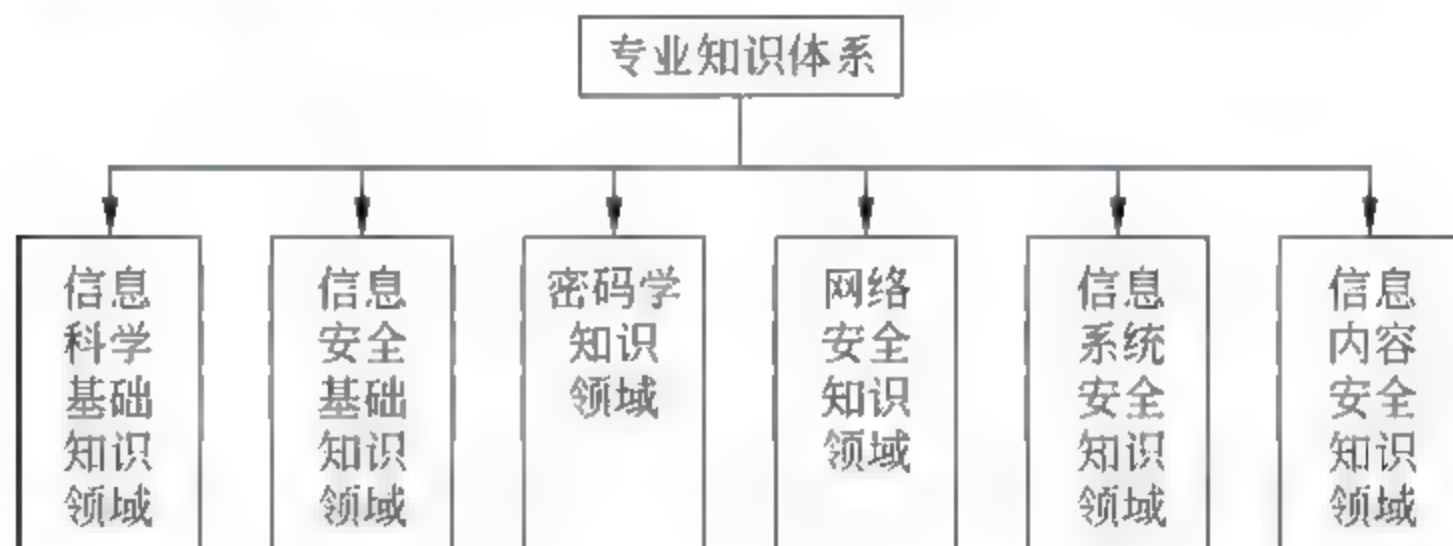 专业知识体系
信息
科学
基础
知识
领域
信息
安全
基础
知识
领域
密码学
知识
领域
网络
安全
知识
领域
信息
系统
安全
知识
领域
信息
内容
安全
知识
领域